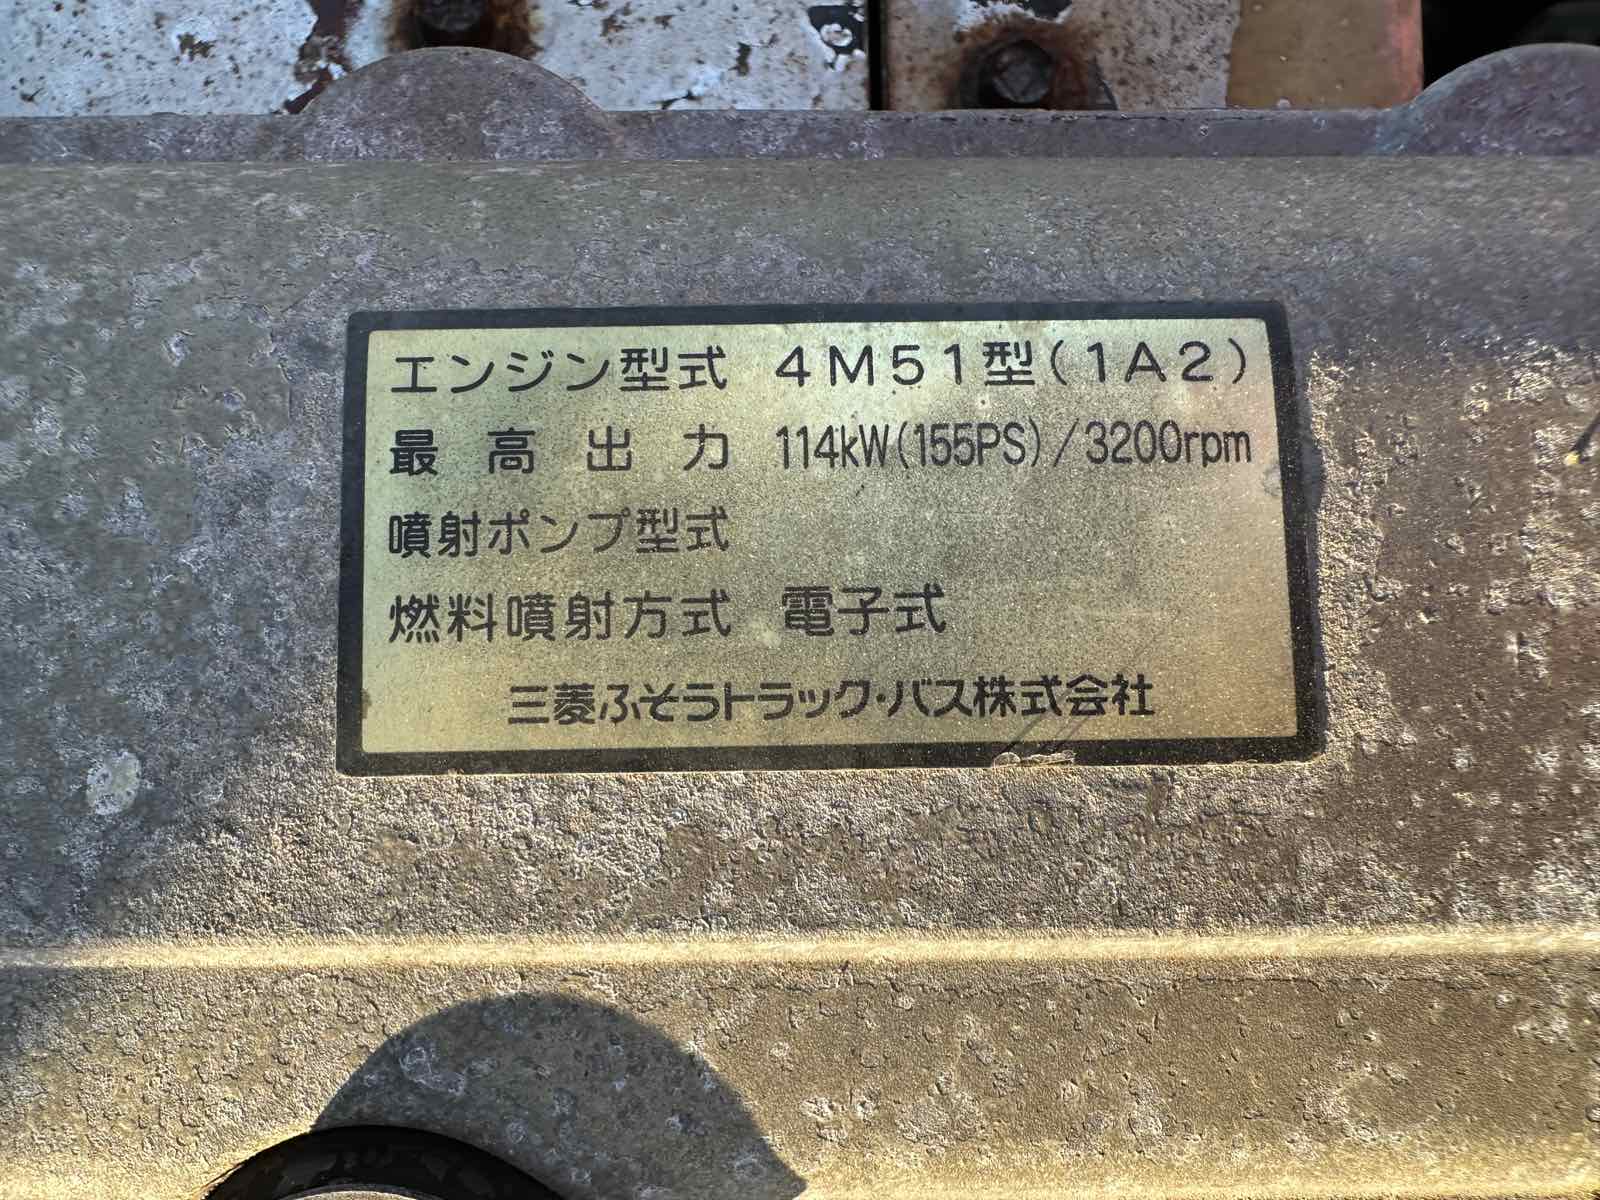 エンジン型式 4M51型(1A2)
最高出力 114kW(155PS)/3200rpm
噴射ポンプ型式
燃料噴射方式 電子式
三菱ふそうトラック・バス株式会社